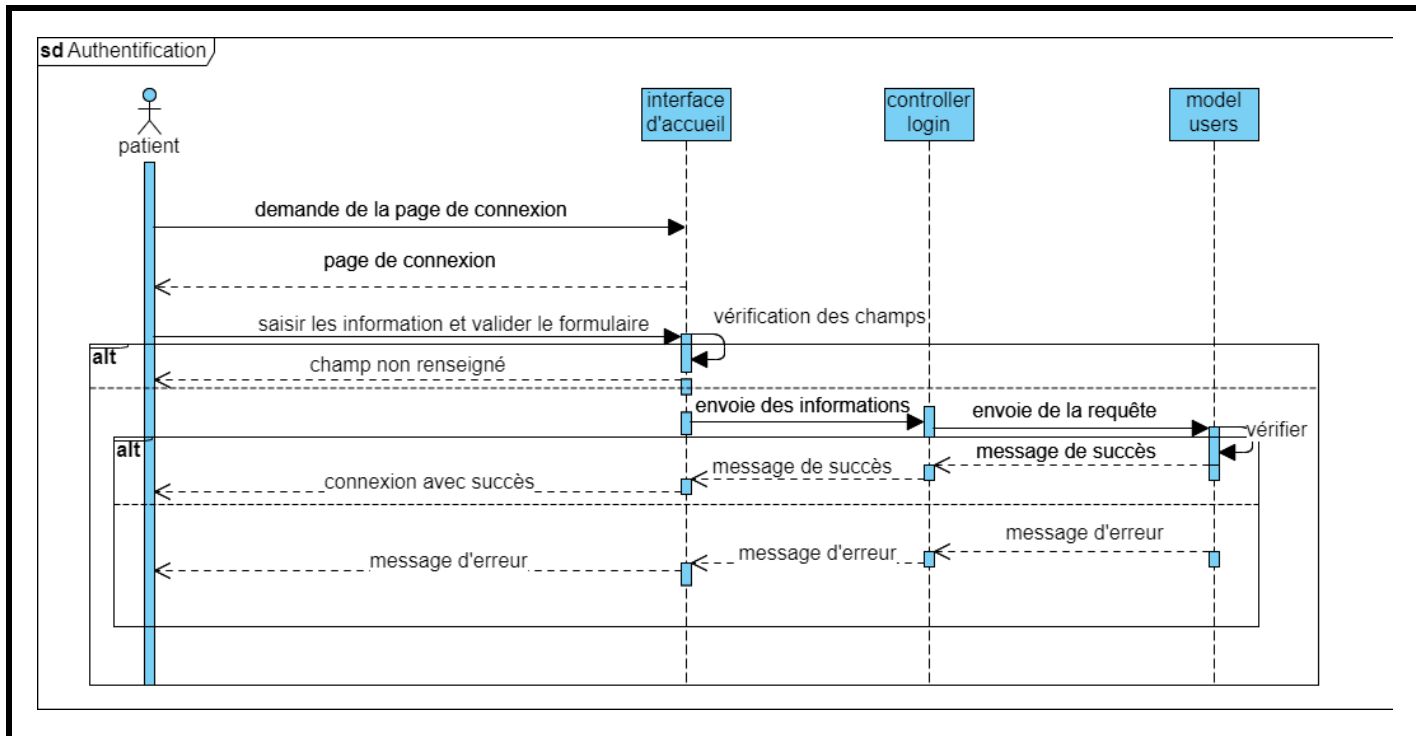 sd Authentification
patient
interface
d'accueil
controller
login
model
users
demande de la page de connexion
page de connexion
saisir les information et valider le formulaire
vérification des champs
alt
champ non renseigné
envoie des informations
envoie de la requête
vérifier
alt
message de succès
message de succès
connexion avec succès
message d'erreur
message d'erreur
message d'erreur